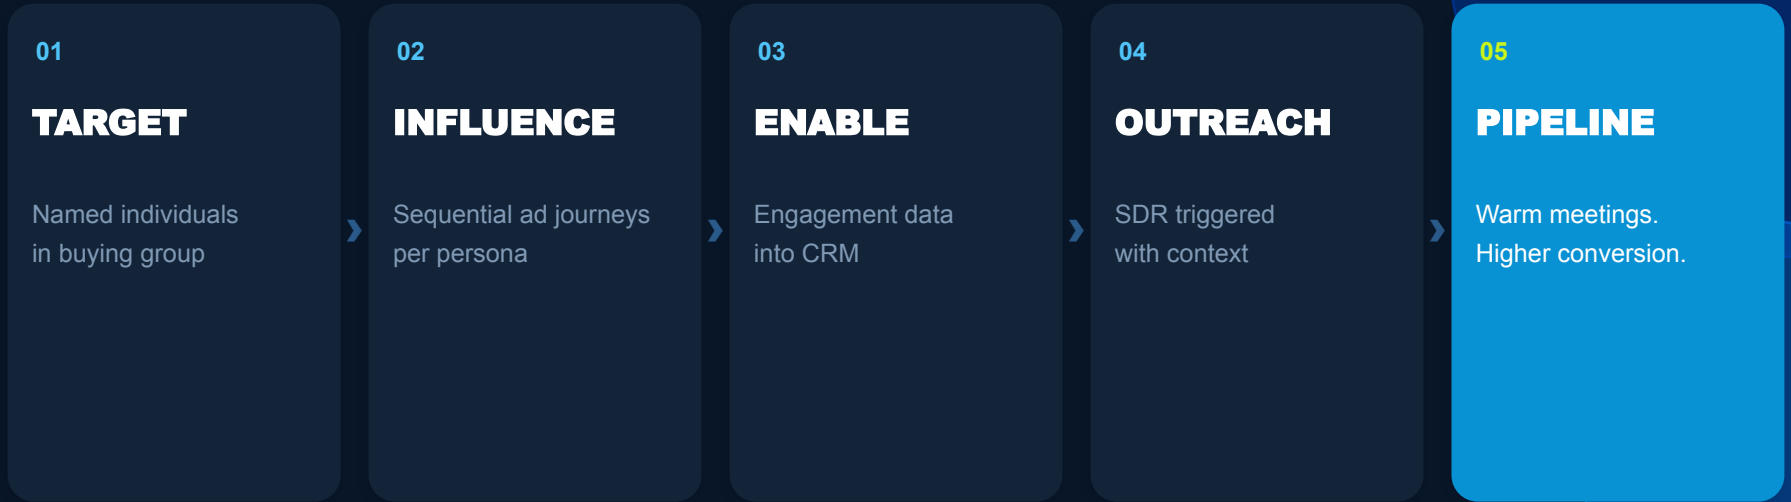 01
TARGET
Named individuals
in buying group
02
INFLUENCE
Sequential ad journeys
per persona
03
ENABLE
Engagement data
into CRM
04
OUTREACH
SDR triggered
with context
05
PIPELINE
Warm meetings.
Higher conversion.